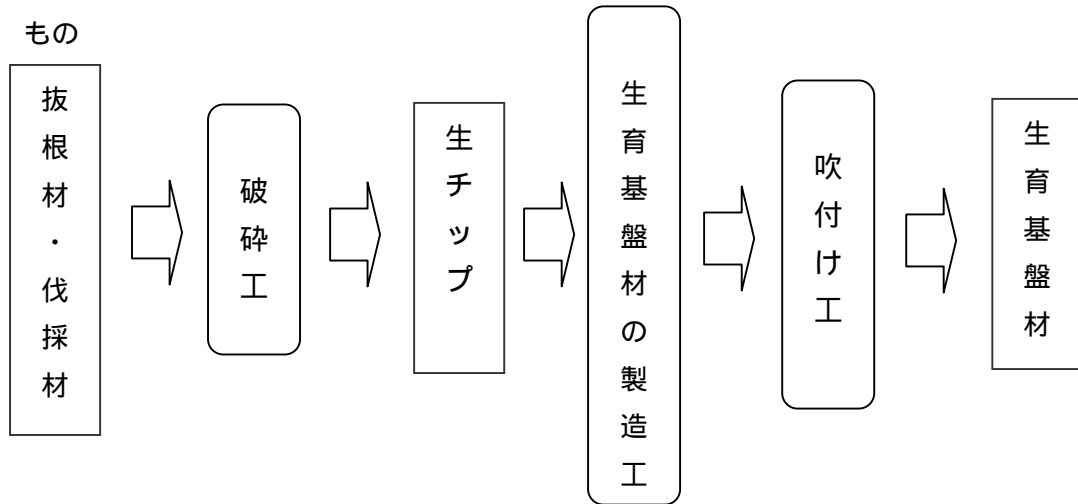 もの
抜根材・伐採材
破砕工
生チップ
生育基盤材の製造工
吹付け工
生育基盤材